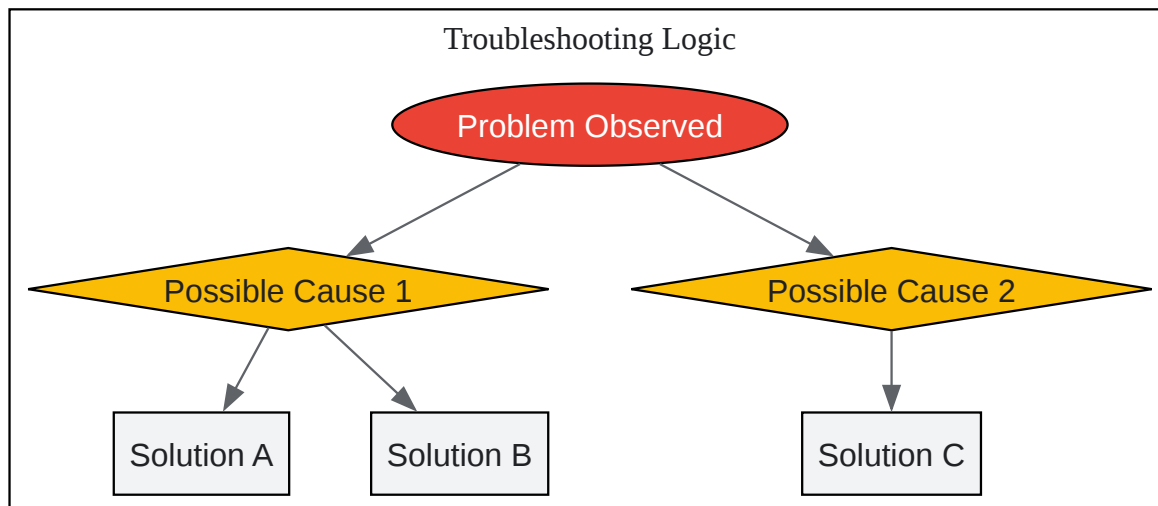 Troubleshooting Logic
Problem Observed
Possible Cause 1
Possible Cause 2
Solution A
Solution B
Solution C